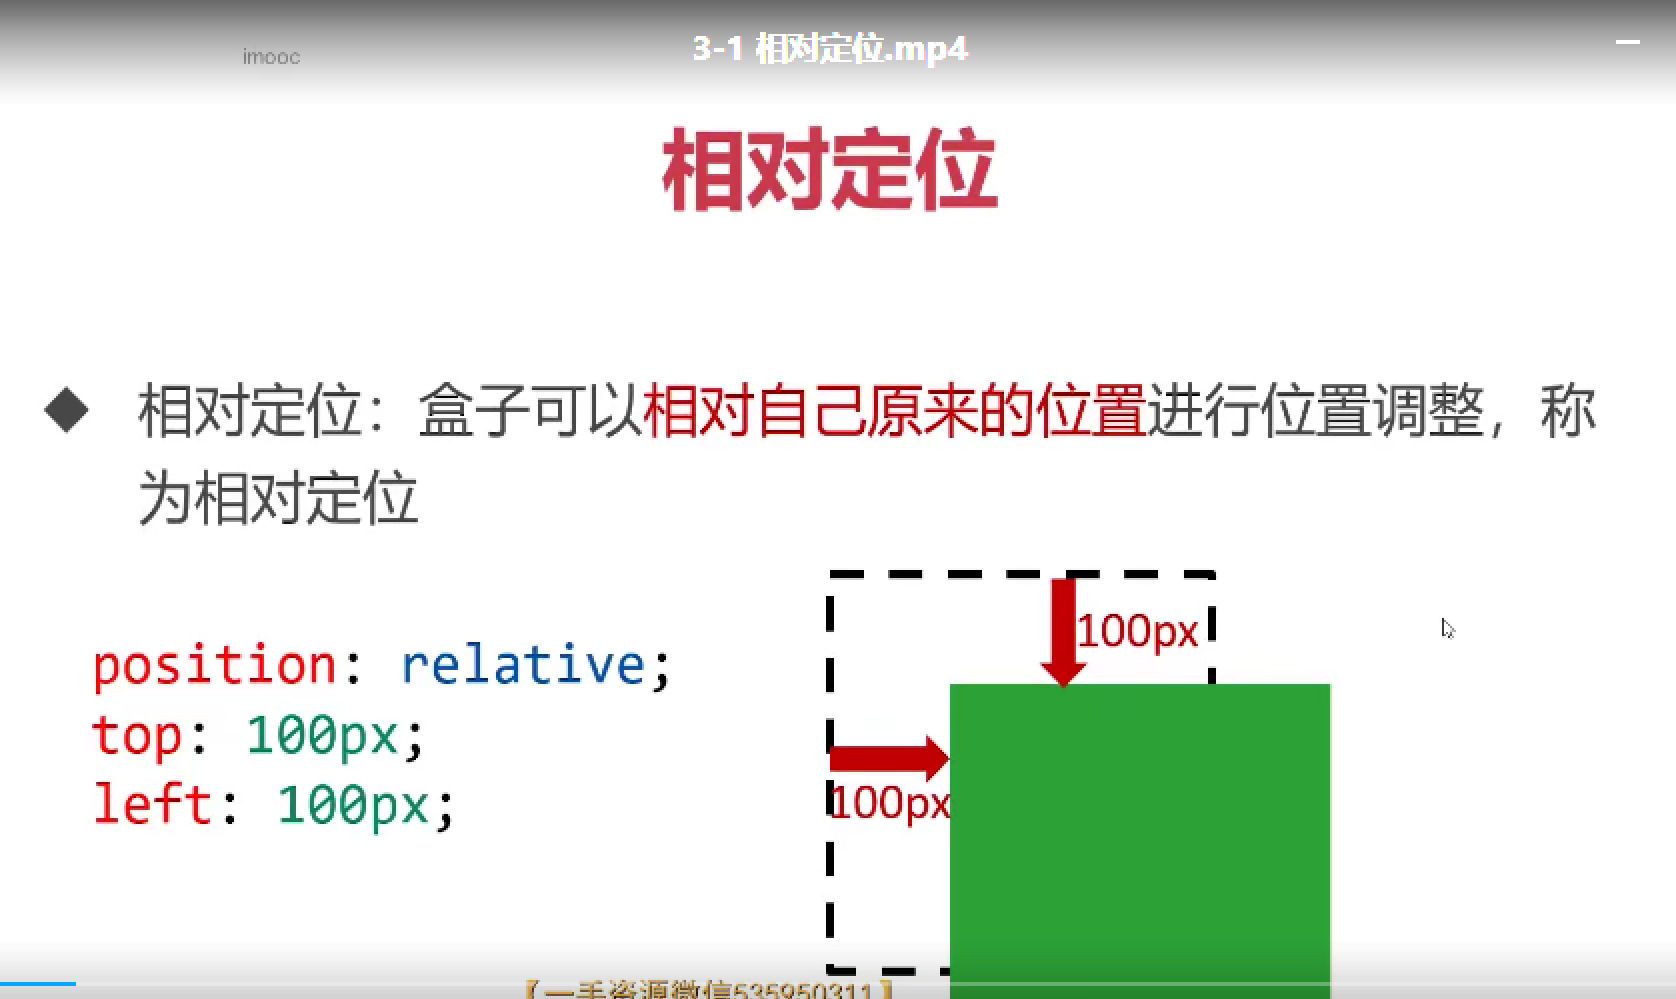 imooc
3-1 相对定位.mp4
相对定位
相对定位：盒子可以相对自己原来的位置进行位置调整，称
为相对定位
position: relative;
top: 100px;
left: 100px;
100px
100px
【一手资源微信535950311】